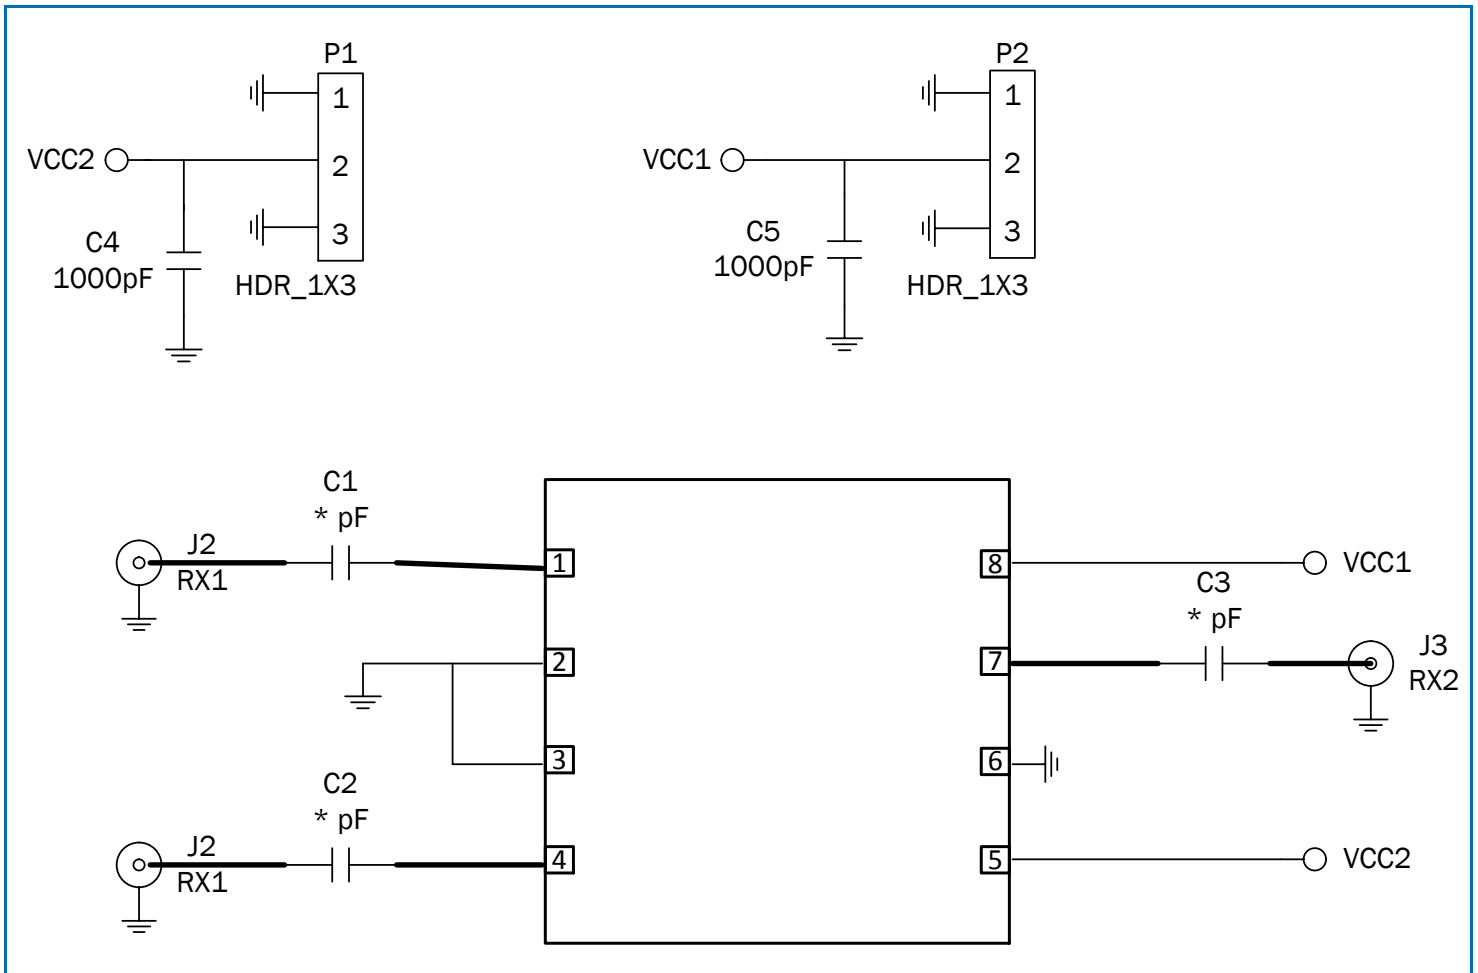 P1
1
VCC2
2
C4
1000pF
3
HDR_1X3
P2
1
VCC1
2
C5
1000pF
3
HDR_1X3
C1
* pF
J2
RX1
1
2
3
C2
* pF
J2
RX1
4
8
VCC1
C3
* pF
7
J3
RX2
6
5
VCC2